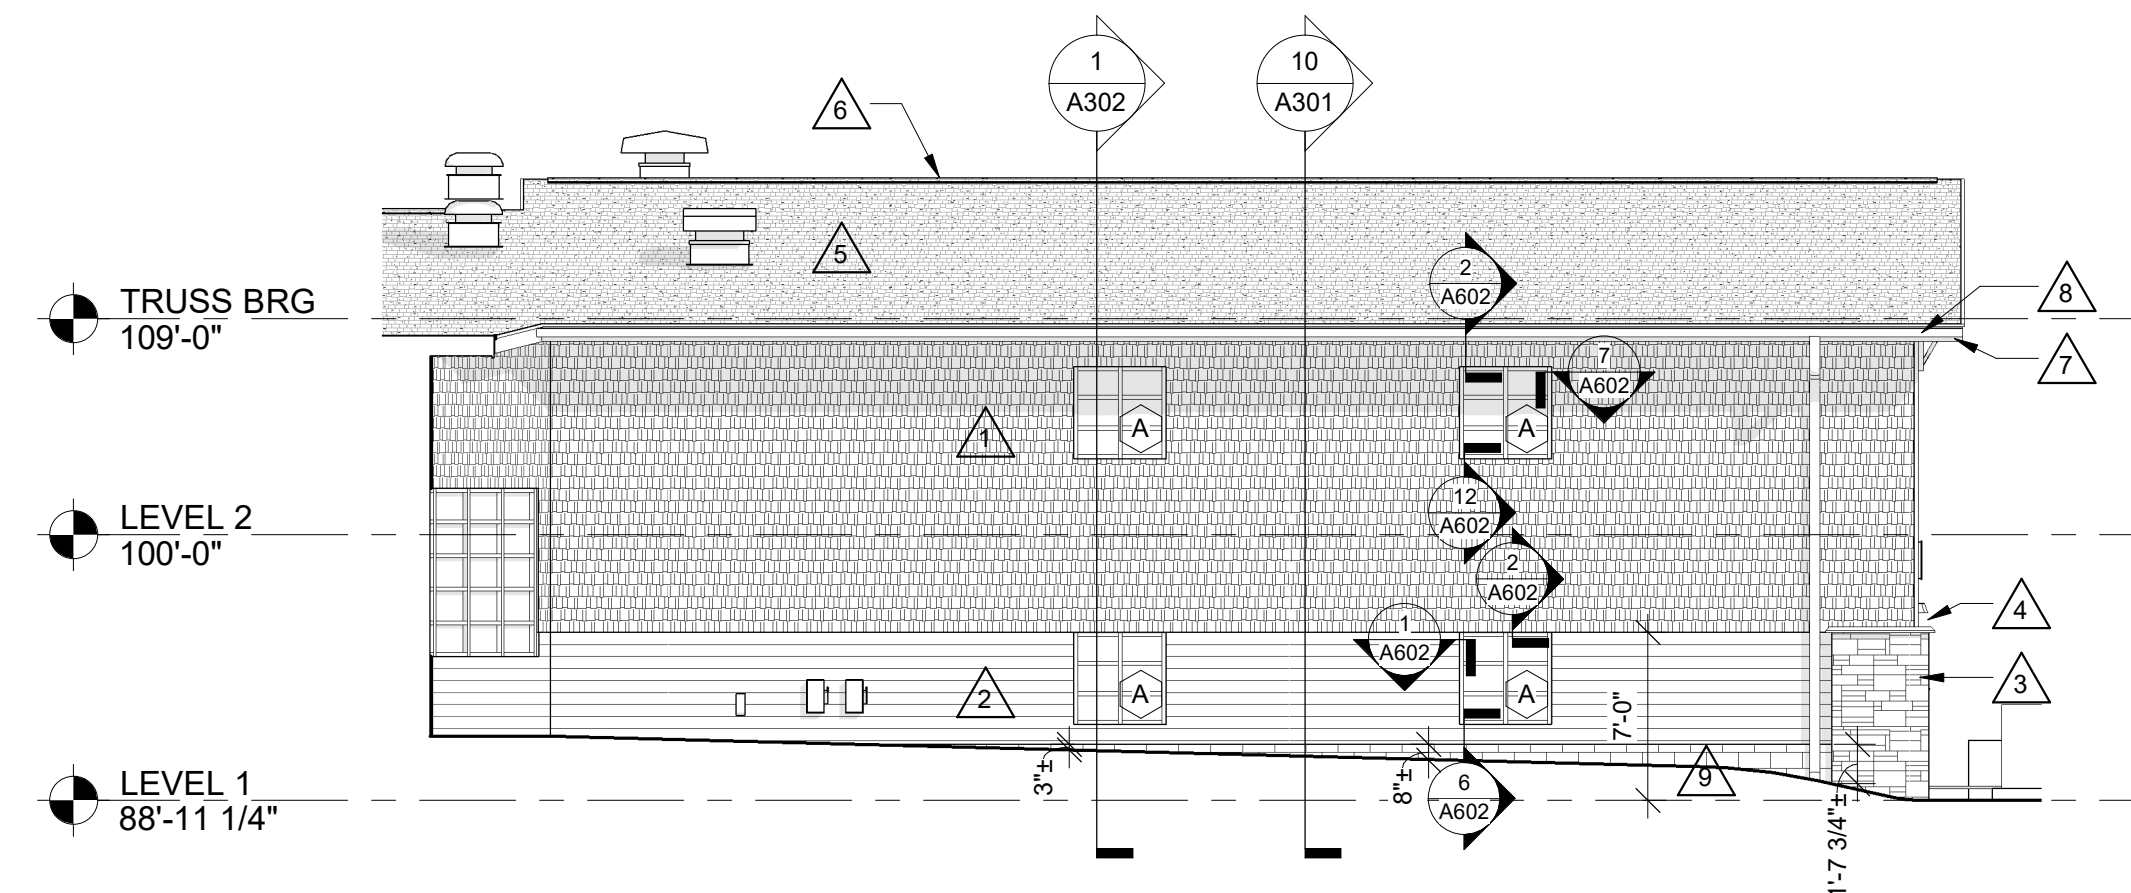 1
A302
10
A301
6
5
2
A602
TRUSS BRG
109'-0"
8
7
7
A602
1
A
A
12
A602
LEVEL 2
100'-0"
2
A602
4
1
A602
3
2
A
A
7'-0"
3"±
8"±
9
6
A602
LEVEL 1
88'-11 1/4"
1'-7 3/4"±